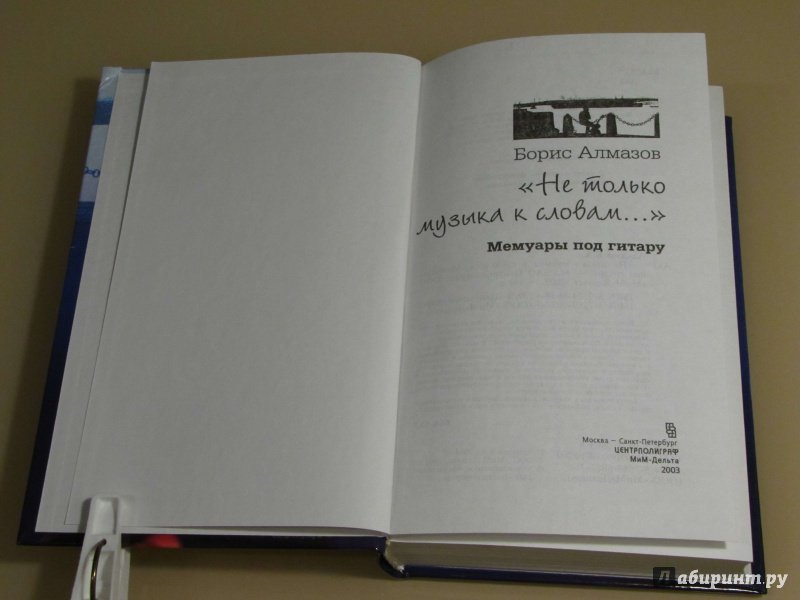 Борис Алмазов
«Не только
музыка к словам...»
Мемуары под гитару
Москва – Санкт-Петербург
ЦЕНТРПОЛИГРАФ
МиМ-Дельта
2003
Лабиринт.ру